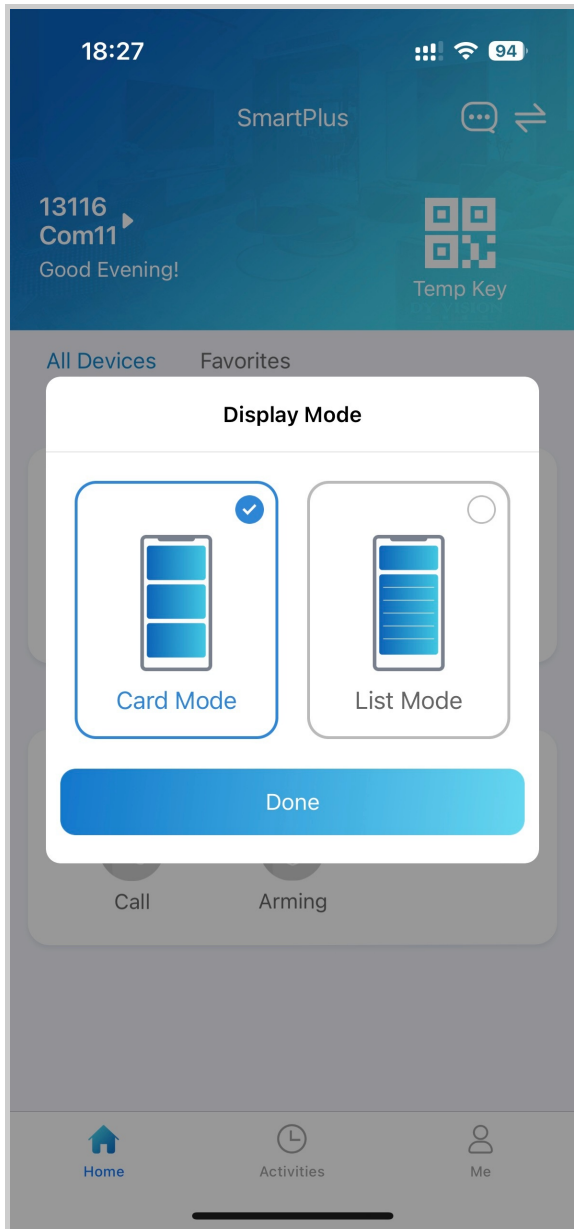 18:27
94
SmartPlus
13116
Com11
Good Evening!
Temp Key
All Devices
Favorites
Display Mode
Card Mode
List Mode
Done
Call
Arming
Home
Activities
Me